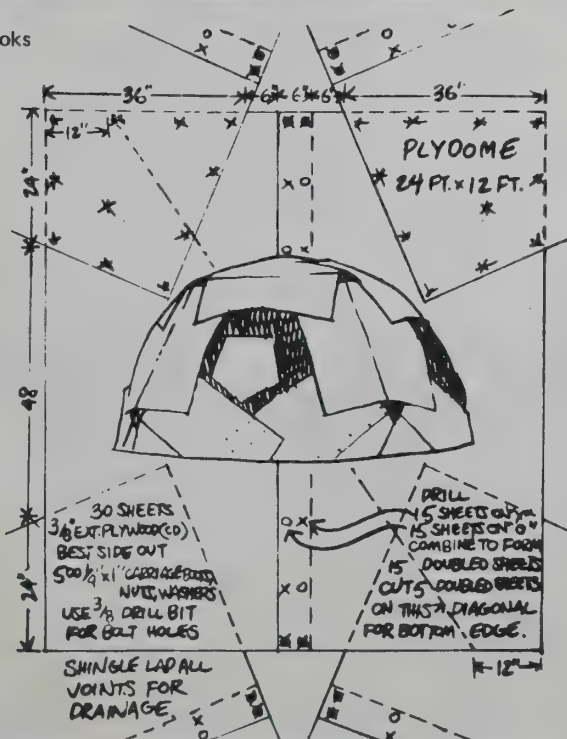 oks
36" 6" 6" 6" 36"
12"
PLYDOME
24 FT. x 12 FT.
24"
48
24"
30 SHEETS
3/8" EXT. PLYWOOD (CD)
BEST SIDE OUT
500 1/4" x 1" CARRIAGE BOLTS,
NUTS, WASHERS
USE 3/8 DRILL BIT
FOR BOLT HOLES
SHINGLE LAP ALL
JOINTS FOR
DRAINAGE
DRILL
15 SHEETS ON
15 SHEETS ON "O"
COMBINE TO FORM
15 DOUBLED SHEETS
CUT 5 DOUBLED SHEETS
ON THIS DIAGONAL
FOR BOTTOM EDGE.
12"